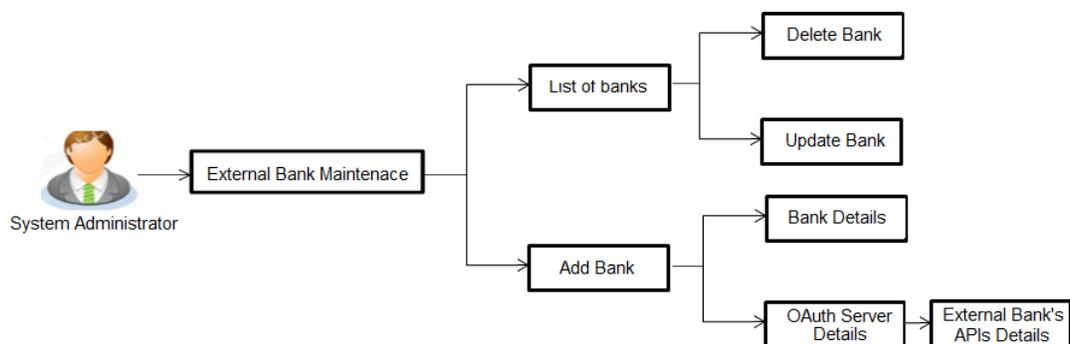 Delete Bank
List of banks
Update Bank
External Bank Maintenace
System Administrator
Bank Details
Add Bank
OAuth Server
Details
External Bank's
APIs Details